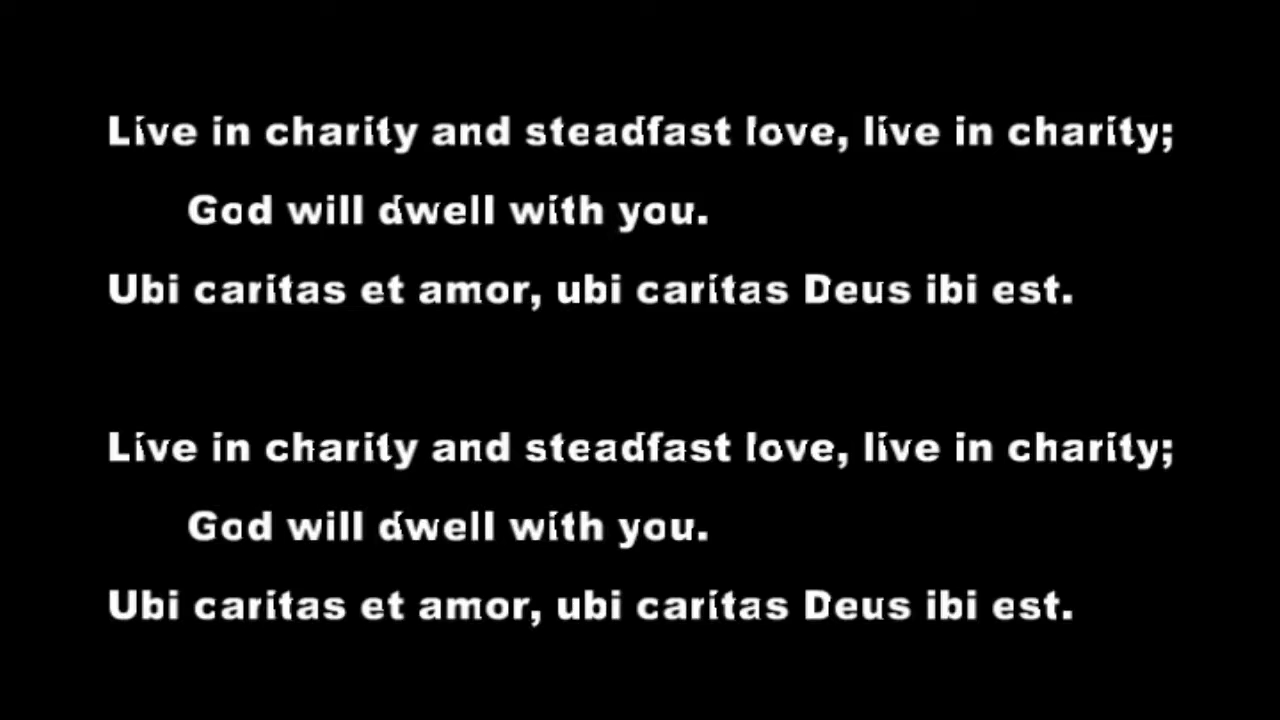 Live in charity and steadfast love, live in charity;
God will dwell with you.
Ubi caritas et amor, ubi caritas Deus ibi est.
Live in charity and steadfast love, live in charity;
God will dwell with you.
Ubi caritas et amor, ubi caritas Deus ibi est.